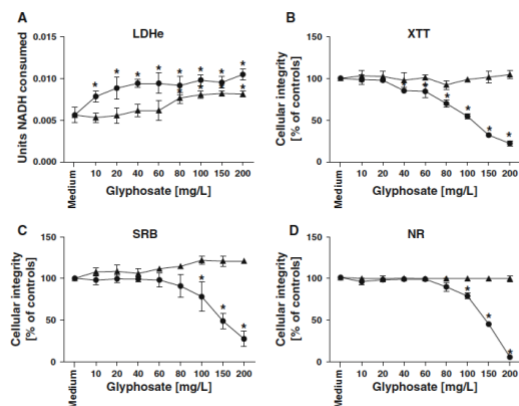 A
LDHe
Units NADH consumed
0.015
0.010
0.005
0.000
* * * * * * * *
* * * *
Medium 10 20 40 60 80 100 150 200
Glyphosate [mg/L]
B
XTT
Cellular integrity
[% of controls]
150
100
50
0
* * * * *
Medium 10 20 40 60 80 100 150 200
Glyphosate [mg/L]
C
SRB
Cellular integrity
[% of controls]
150
100
50
0
* * *
Medium 10 20 40 60 80 100 150 200
Glyphosate [mg/L]
D
NR
Cellular integrity
[% of controls]
150
100
50
0
* * *
Medium 10 20 40 60 80 100 150 200
Glyphosate [mg/L]